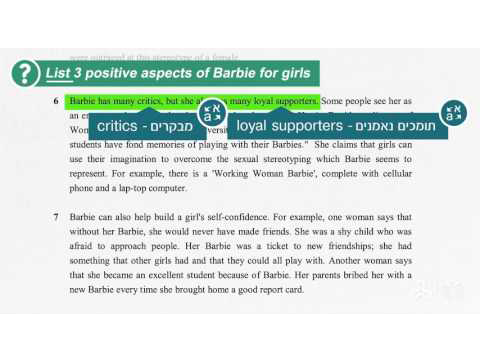 were outraged at this stereotype of a female.
? List 3 positive aspects of Barbie for girls
6 Barbie has many critics, but she many loyal supporters. Some people see her as
an en
critics - מבקרים
loyal supporters - תומכים נאמנים
Wom versi
students have fond memories of playing with their Barbies." She claims that girls can
use their imagination to overcome the sexual stereotyping which Barbie seems to
represent. For example, there is a 'Working Woman Barbie', complete with cellular
phone and a lap-top computer.
7 Barbie can also help build a girl's self-confidence. For example, one woman says that
without her Barbie, she would never have made friends. She was a shy child who was
afraid to approach people. Her Barbie was a ticket to new friendships; she had
something that other girls had and that they could all play with. Another woman says
that she became an excellent student because of Barbie. Her parents bribed her with a
new Barbie every time she brought home a good report card.